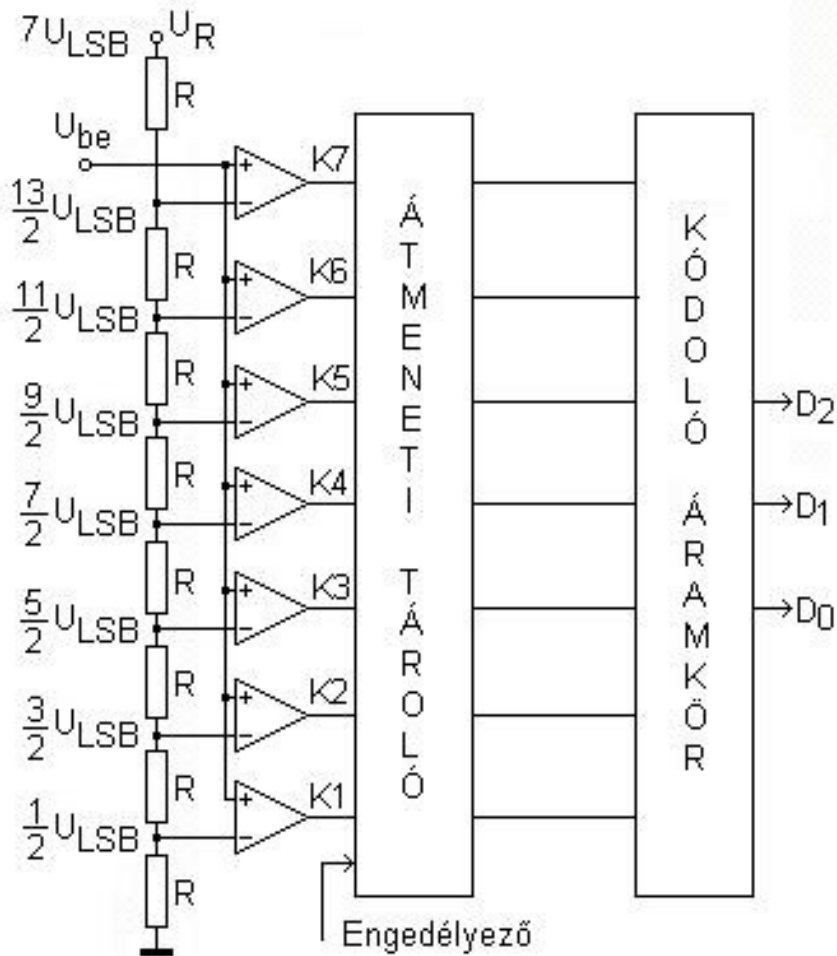 7U_LSB U_R
R
U_be
K7
13/2 U_LSB
R
K6
11/2 U_LSB
R
K5
9/2 U_LSB
R
K4
7/2 U_LSB
R
K3
5/2 U_LSB
R
K2
3/2 U_LSB
R
K1
1/2 U_LSB
R
ÁTMENETI TÁROLÓ
KÓDOLÓ ÁRAMKÖR
D2
D1
D0
Engedélyező